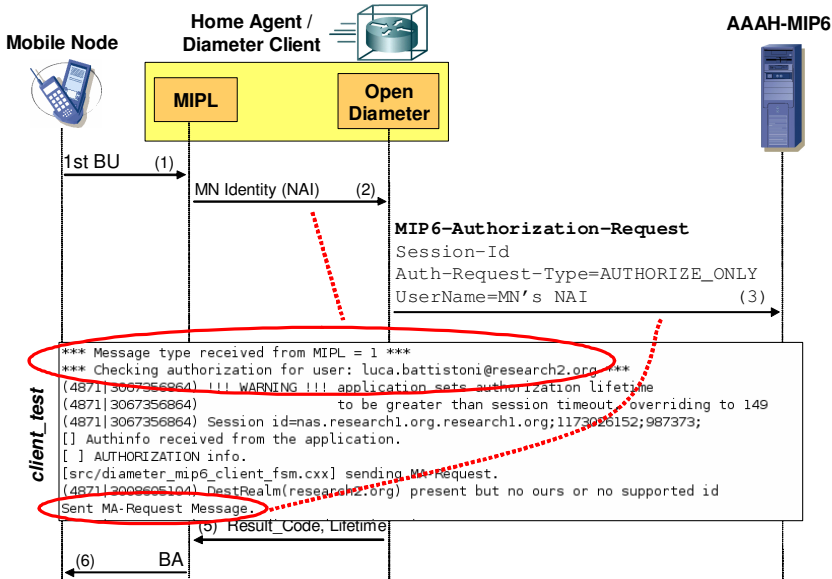 Mobile Node
Home Agent /
Diameter Client
AAAH-MIP6
MIPL
Open
Diameter
1st BU (1)
MN Identity (NAI) (2)
MIP6-Authorization-Request
Session-Id
Auth-Request-Type=AUTHORIZE_ONLY
UserName=MN's NAI (3)
client_test
*** Message type received from MIPL = 1 ***
*** Checking authorization for user: luca.battistoni@research2.org ***
(4871|3067356864) !!! WARNING !!! application sets authorization lifetime
(4871|3067356864) to be greater than session timeout, overriding to 149
(4871|3067356864) Session id=nas.research1.org.research1.org;1173026152;987373;
[] Authinfo received from the application.
[ ] AUTHORIZATION info.
[src/diameter_mip6_client_fsm.cxx] sending MA-Request.
(4871|3008605104) DestRealm(research2.org) present but no ours or no supported id
Sent MA-Request Message.
(5) Result_Code, Lifetime
(6) BA